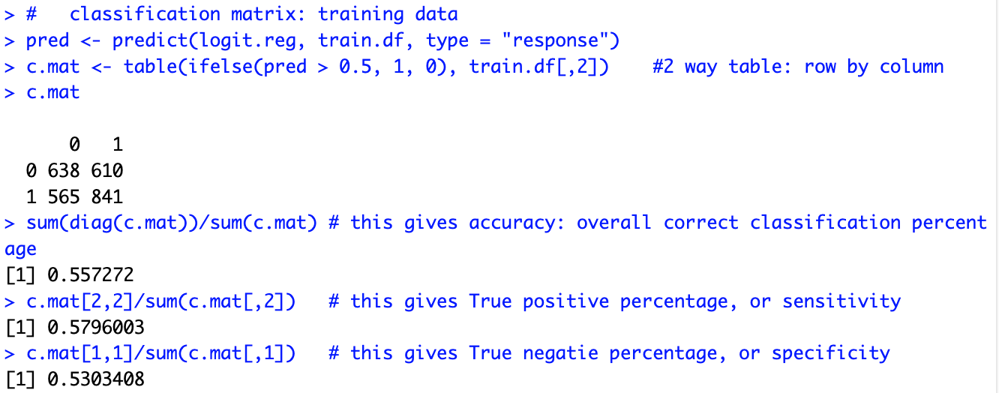 > #   classification matrix: training data
> pred <- predict(logit.reg, train.df, type = "response")
> c.mat <- table(ifelse(pred > 0.5, 1, 0), train.df[,2])    #2 way table: row by column
> c.mat
      0   1
  0 638 610
  1 565 841
> sum(diag(c.mat))/sum(c.mat) # this gives accuracy: overall correct classification percent
age
[1] 0.557272
> c.mat[2,2]/sum(c.mat[,2])   # this gives True positive percentage, or sensitivity
[1] 0.5796003
> c.mat[1,1]/sum(c.mat[,1])   # this gives True negatie percentage, or specificity
[1] 0.5303408